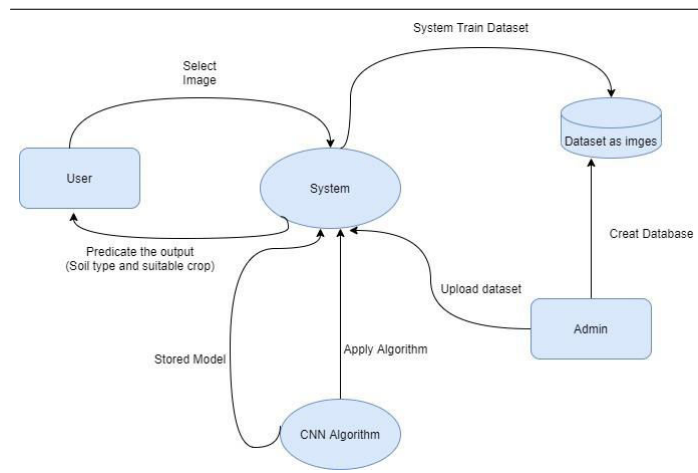 System Train Dataset
Select
Image
Dataset as imges
User
System
Predicate the output
(Soil type and suitable crop)
Creat Database
Upload dataset
Admin
Stored Model
Apply Algorithm
CNN Algorithm